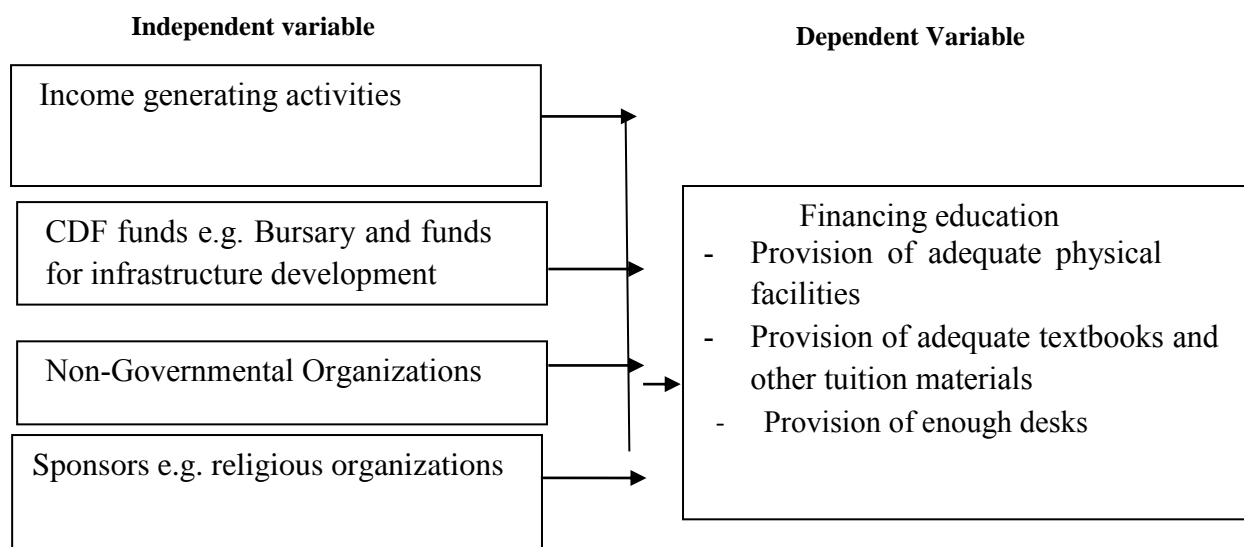 Independent variable
Dependent Variable
Income generating activities
CDF funds e.g. Bursary and funds
for infrastructure development
Non-Governmental Organizations
Sponsors e.g. religious organizations
Financing education
- Provision of adequate physical
facilities
- Provision of adequate textbooks and
other tuition materials
- Provision of enough desks